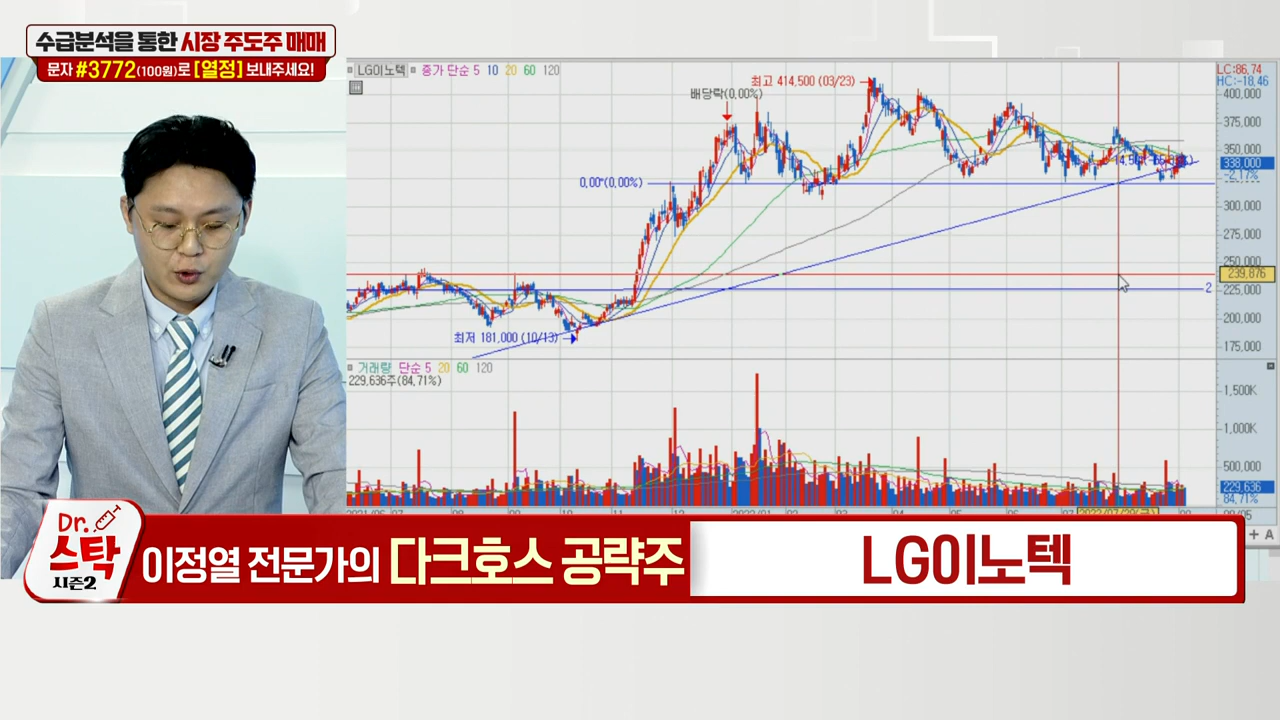 수급분석을 통한 시장 주도주 매매
문자 #3772(100원)로 [열정] 보내주세요!
LG이노텍 종가 단순 5 10 20 60 120
LC:86,74
HC:-18,46
최고 414,500 (03/23)
배당락(0,00%)
400,000
375,000
350,000
338,000
-2,17%
0,00*(0,00%)
300,000
275,000
250,000
239,876
225,000
2
200,000
최저 181,000 (10/13)
175,000
거래량 단순 5 20 60 120
229,636주(84,71%)
1,500K
1,000K
500,000
229,636
84,71%
Dr.
스탁
시즌2
이정열 전문가의 다크호스 공략주
LG이노텍